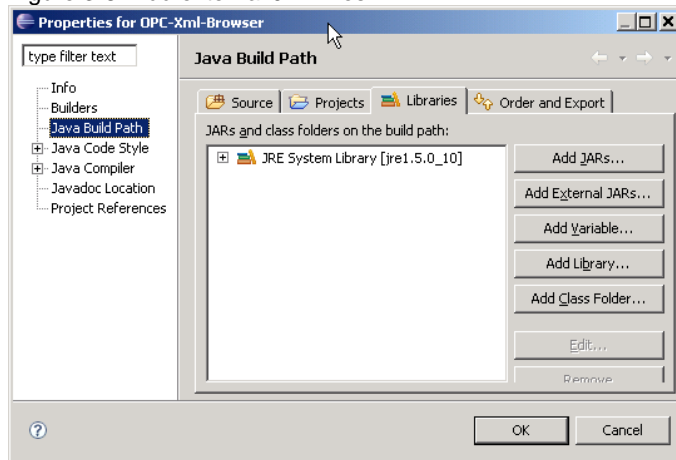 Properties for OPC-Xml-Browser
type filter text
Java Build Path
Info
Builders
Java Build Path
Java Code Style
Java Compiler
Javadoc Location
Project References
Source Projects Libraries Order and Export
JARs and class folders on the build path:
JRE System Library [jre1.5.0_10]
Add JARs...
Add External JARs...
Add Variable...
Add Library...
Add Class Folder...
Edit...
Remove
OK Cancel